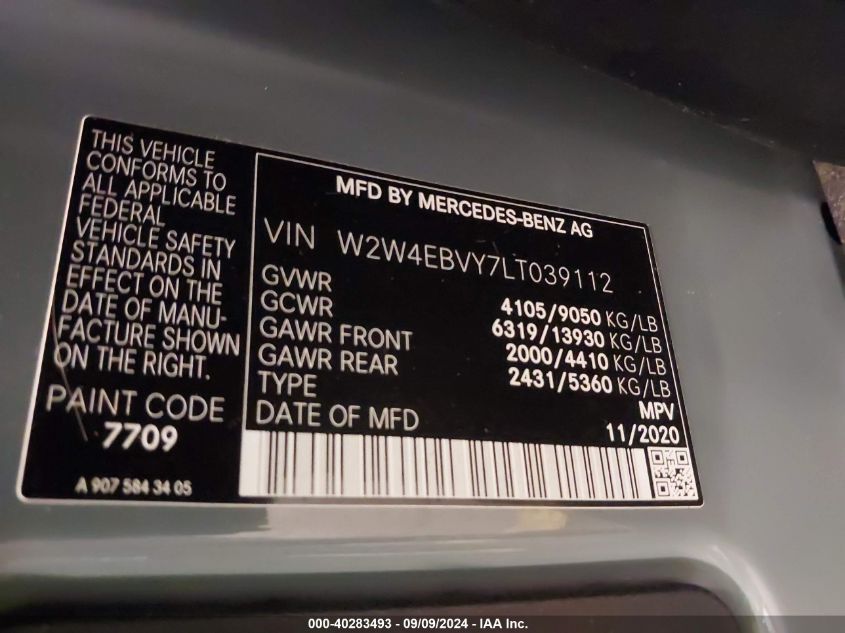 THIS VEHICLE
CONFORMS TO
ALL APPLICABLE
FEDERAL
VEHICLE SAFETY
STANDARDS IN
EFFECT ON THE
DATE OF MANU-
FACTURE SHOWN
ON THE RIGHT.
PAINT CODE
7709
A 907 584 34 05
MFD BY MERCEDES-BENZ AG
VIN W2W4EBVY7LT039112
GVWR 4105/9050 KG/LB
GCWR 6319/13930 KG/LB
GAWR FRONT 2000/4410 KG/LB
GAWR REAR 2431/5360 KG/LB
TYPE MPV
DATE OF MFD 11/2020
000-40283493 - 09/09/2024 - IAA Inc.